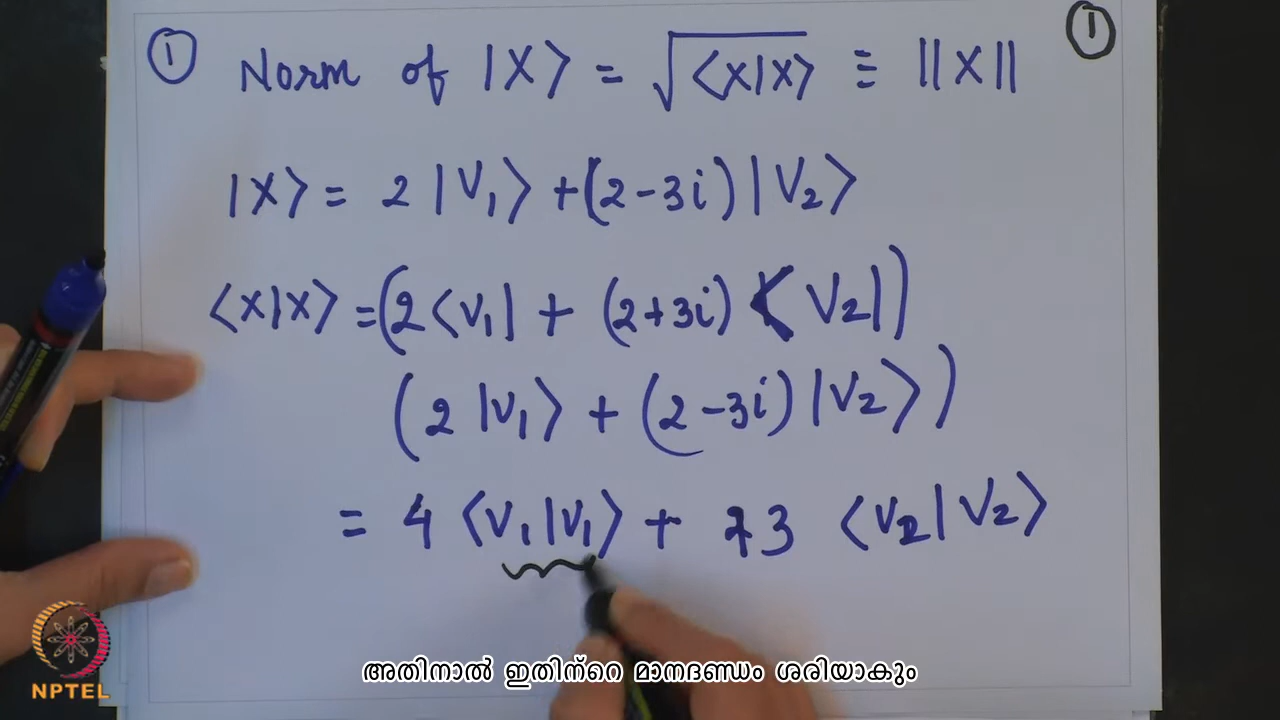 ① Norm of |X⟩ = √⟨X|X⟩ ≡ ||X|| ①
|X⟩ = 2 |V₁⟩ + (2-3i) |V₂⟩
⟨X|X⟩ = (2⟨V₁| + (2+3i) ⟨V₂|)
(2 |V₁⟩ + (2-3i) |V₂⟩)
= 4 ⟨V₁|V₁⟩ + 13 ⟨V₂|V₂⟩
NPTEL
അതിനാൽ ഇതിന്റെ മാനദണ്ഡം ശരിയാകും